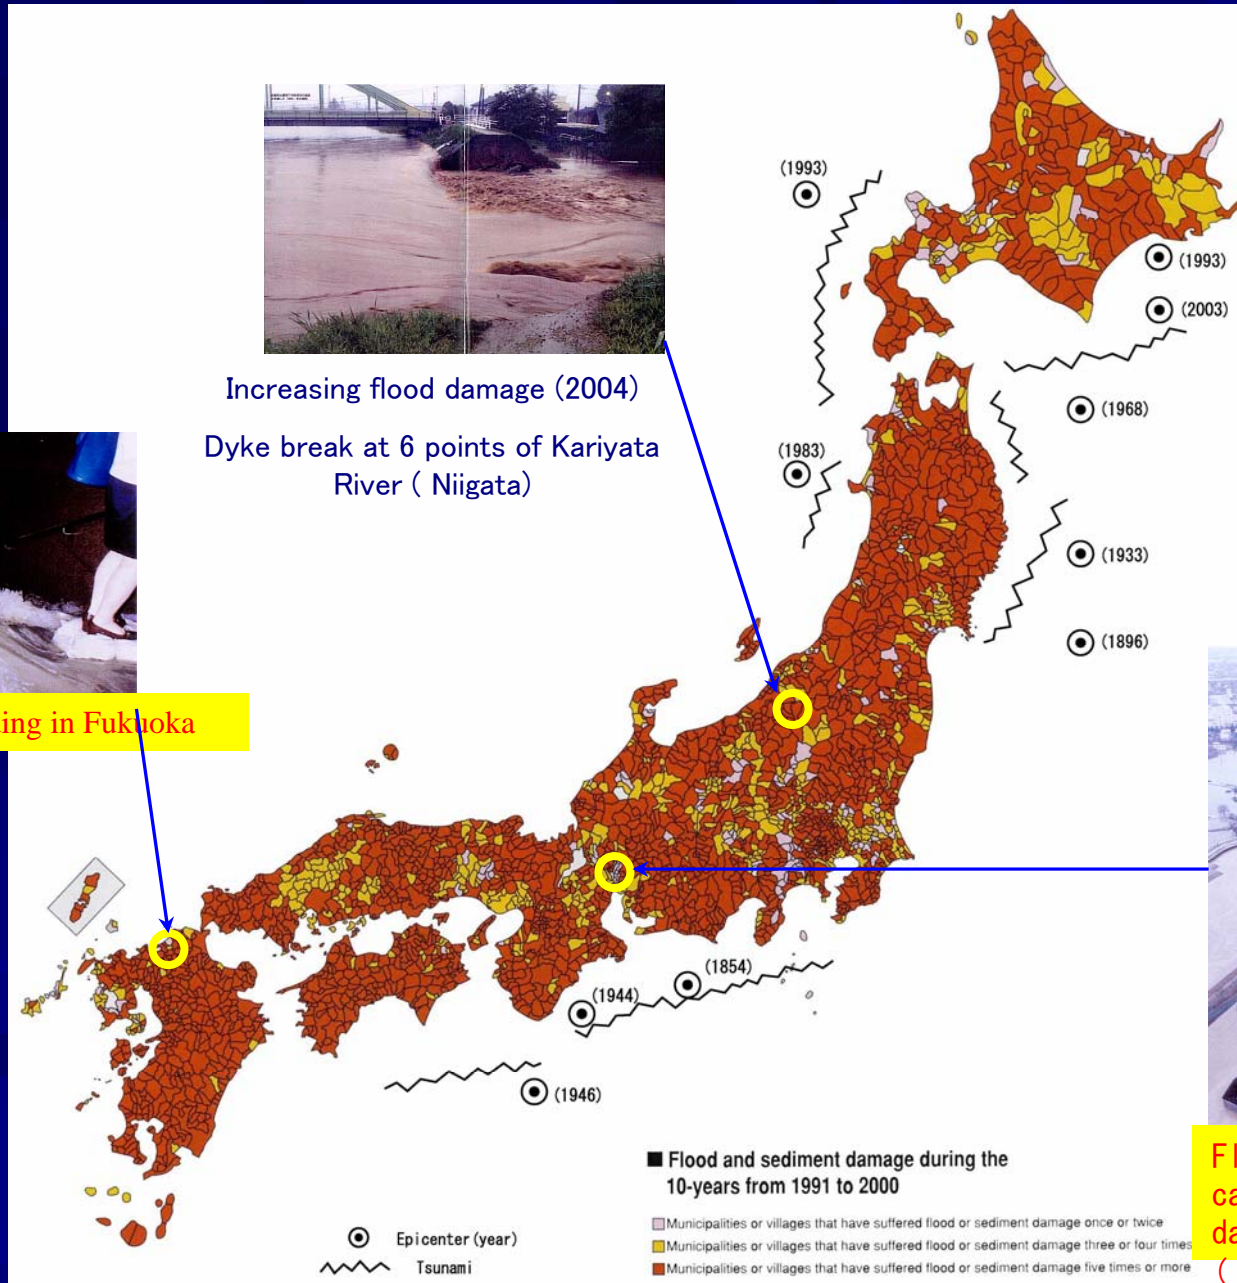 (1993)
(1993)
(2003)
Increasing flood damage (2004)
(1968)
Dyke break at 6 points of Kariyata
River ( Niigata)
(1983)
(1933)
(1896)
ing in Fukuoka
(1854)
(1944)
(1946)
Flood and sediment damage during the
10-years from 1991 to 2000
Municipalities or villages that have suffered flood or sediment damage once or twice
Municipalities or villages that have suffered flood or sediment damage three or four times
Municipalities or villages that have suffered flood or sediment damage five times or more
Epicenter (year)
Tsunami
Fl
ca
da
(